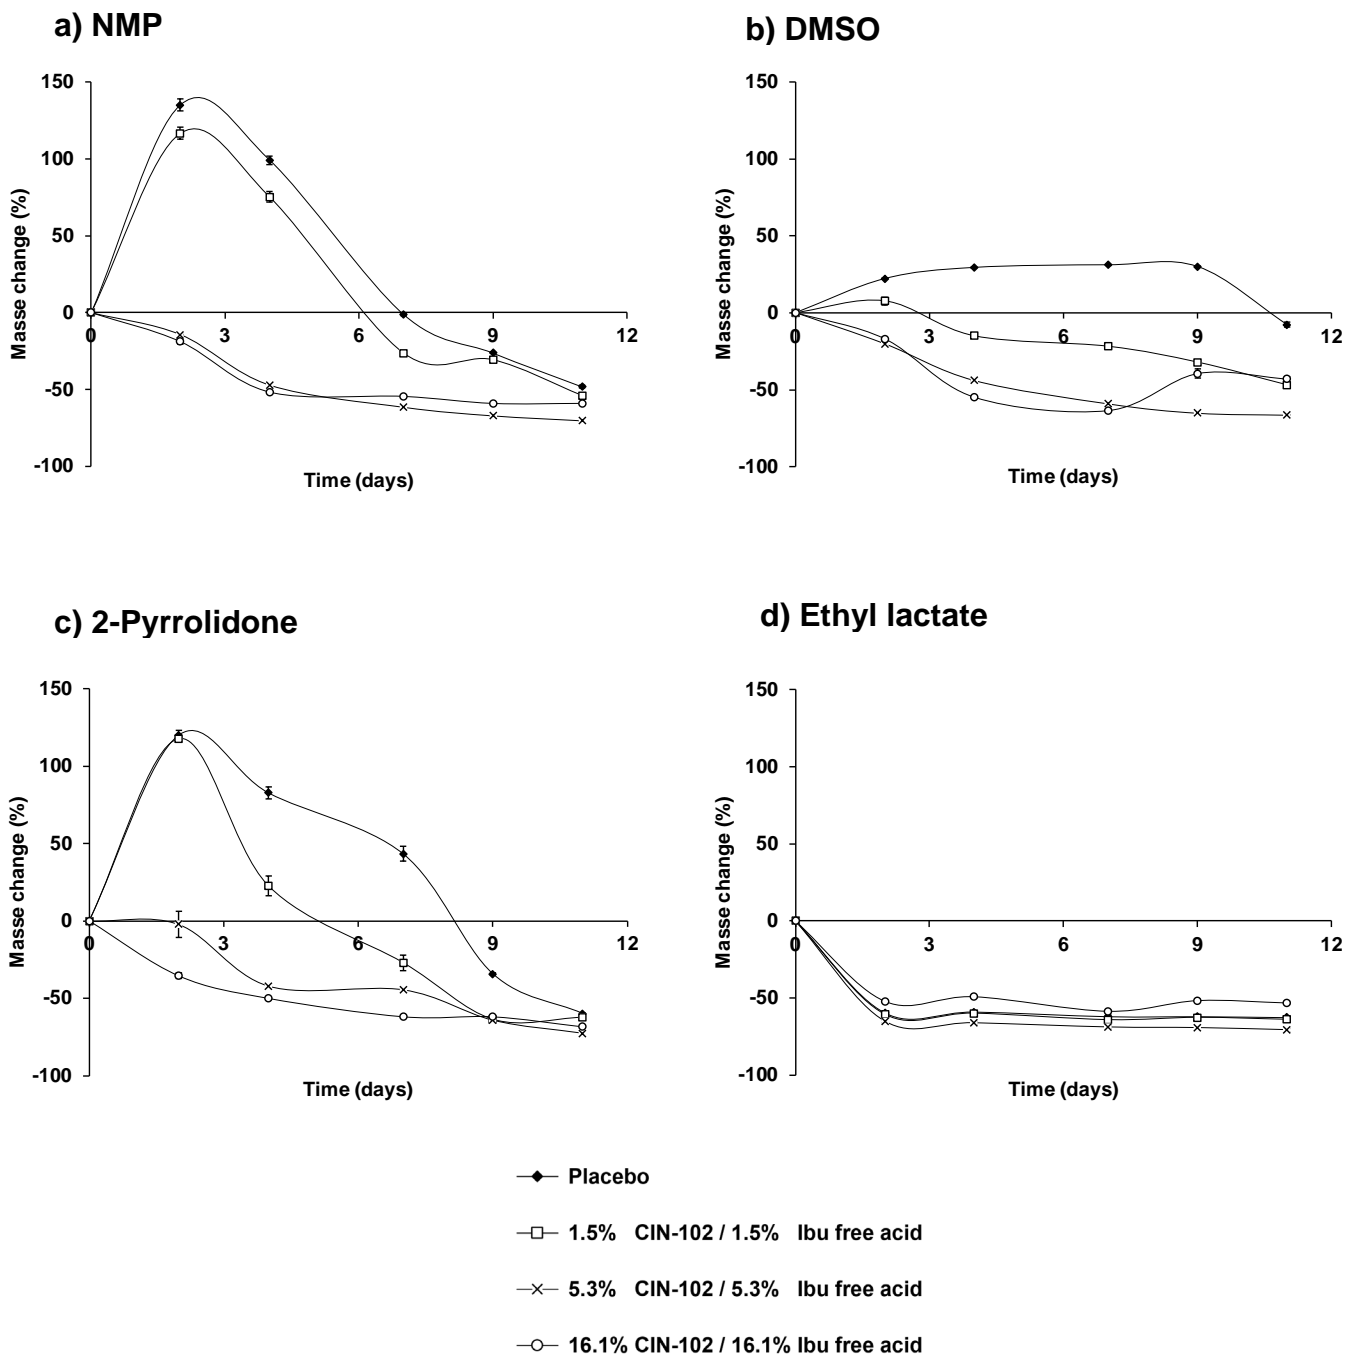 a) NMP
150
100
50
0
-50
-100
0
3
6
9
12
Masse change (%)
Time (days)
b) DMSO
150
100
50
0
-50
-100
0
3
6
9
12
Masse change (%)
Time (days)
c) 2-Pyrrolidone
150
100
50
0
-50
-100
0
3
6
9
12
Masse change (%)
Time (days)
d) Ethyl lactate
150
100
50
0
-50
-100
0
3
6
9
12
Masse change (%)
Time (days)
Placebo
1.5% CIN-102 / 1.5% Ibu free acid
5.3% CIN-102 / 5.3% Ibu free acid
16.1% CIN-102 / 16.1% Ibu free acid